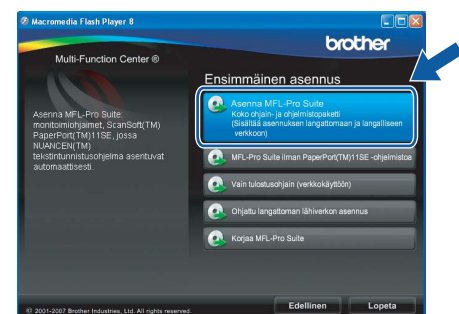 Macromedia Flash Player 8
brother
Multi-Function Center ®
Ensimmäinen asennus
Asenna MFL-Pro Suite:
monitoimiohjaimet, ScanSoft(TM)
PaperPort(TM)11SE, jossa
NUANCEN(TM)
tekstintunnistusohjelma asentuvat
automaattisesti.
Asenna MFL-Pro Suite
Koko ohjain- ja ohjelmistopaketti
(Sisältää asennuksen langattomaan ja langalliseen
verkkoon)
MFL-Pro Suite ilman PaperPort(TM)11SE -ohjelmistoa
Vain tulostusohjain (verkkokäyttöön)
Ohjattu langattoman lähiverkon asennus
Korjaa MFL-Pro Suite
© 2001-2007 Brother Industries, Ltd. All rights reserved.
Edellinen
Lopeta